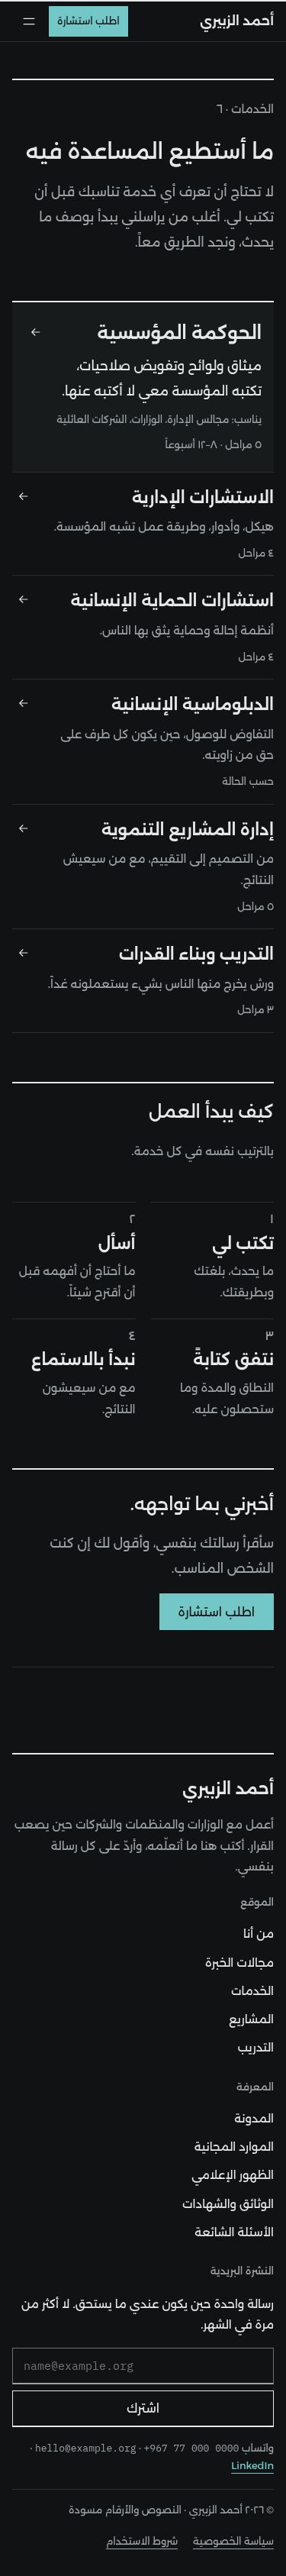 أحمد الزبيري
اطلب استشارة
الخدمات · ٦
ما أستطيع المساعدة فيه
لا تحتاج أن تعرف أي خدمة تناسبك قبل أن
تكتب لي. أغلب من يراسلني يبدأ بوصف ما
يحدث، ونجد الطريق معاً.
الحوكمة المؤسسية
←
ميثاق ولوائح وتفويض صلاحيات،
تكتبه المؤسسة معي لا أكتبه عنها.
يناسب: مجالس الإدارة، الوزارات، الشركات العائلية
٥ مراحل · ٨–١٢ أسبوعاً
الاستشارات الإدارية
←
هيكل، وأدوار، وطريقة عمل تشبه المؤسسة.
٤ مراحل
استشارات الحماية الإنسانية
←
أنظمة إحالة وحماية يثق بها الناس.
٤ مراحل
الدبلوماسية الإنسانية
←
التفاوض للوصول، حين يكون كل طرف على
حق من زاويته.
حسب الحالة
إدارة المشاريع التنموية
←
من التصميم إلى التقييم، مع من سيعيش
النتائج.
٥ مراحل
التدريب وبناء القدرات
←
ورش يخرج منها الناس بشيء يستعملونه غداً.
٣ مراحل
كيف يبدأ العمل
بالترتيب نفسه في كل خدمة.
١
تكتب لي
ما يحدث، بلغتك
وبطريقتك.
٢
أسأل
ما أحتاج أن أفهمه قبل
أن أقترح شيئاً.
٣
نتفق كتابةً
النطاق والمدة وما
ستحصلون عليه.
٤
نبدأ بالاستماع
مع من سيعيشون
النتائج.
أخبرني بما تواجهه.
سأقرأ رسالتك بنفسي، وأقول لك إن كنت
الشخص المناسب.
اطلب استشارة
أحمد الزبيري
أعمل مع الوزارات والمنظمات والشركات حين يصعب
القرار. أكتب هنا ما أتعلّمه، وأردّ على كل رسالة
بنفسي.
الموقع
من أنا
مجالات الخبرة
الخدمات
المشاريع
التدريب
المعرفة
المدونة
الموارد المجانية
الظهور الإعلامي
الوثائق والشهادات
الأسئلة الشائعة
النشرة البريدية
رسالة واحدة حين يكون عندي ما يستحق. لا أكثر من
مرة في الشهر.
name@example.org
اشترك
واتساب 0000 000 77 967+ · hello@example.org ·
LinkedIn
© ٢٠٢٦ أحمد الزبيري · النصوص والأرقام مسودة
سياسة الخصوصية
شروط الاستخدام